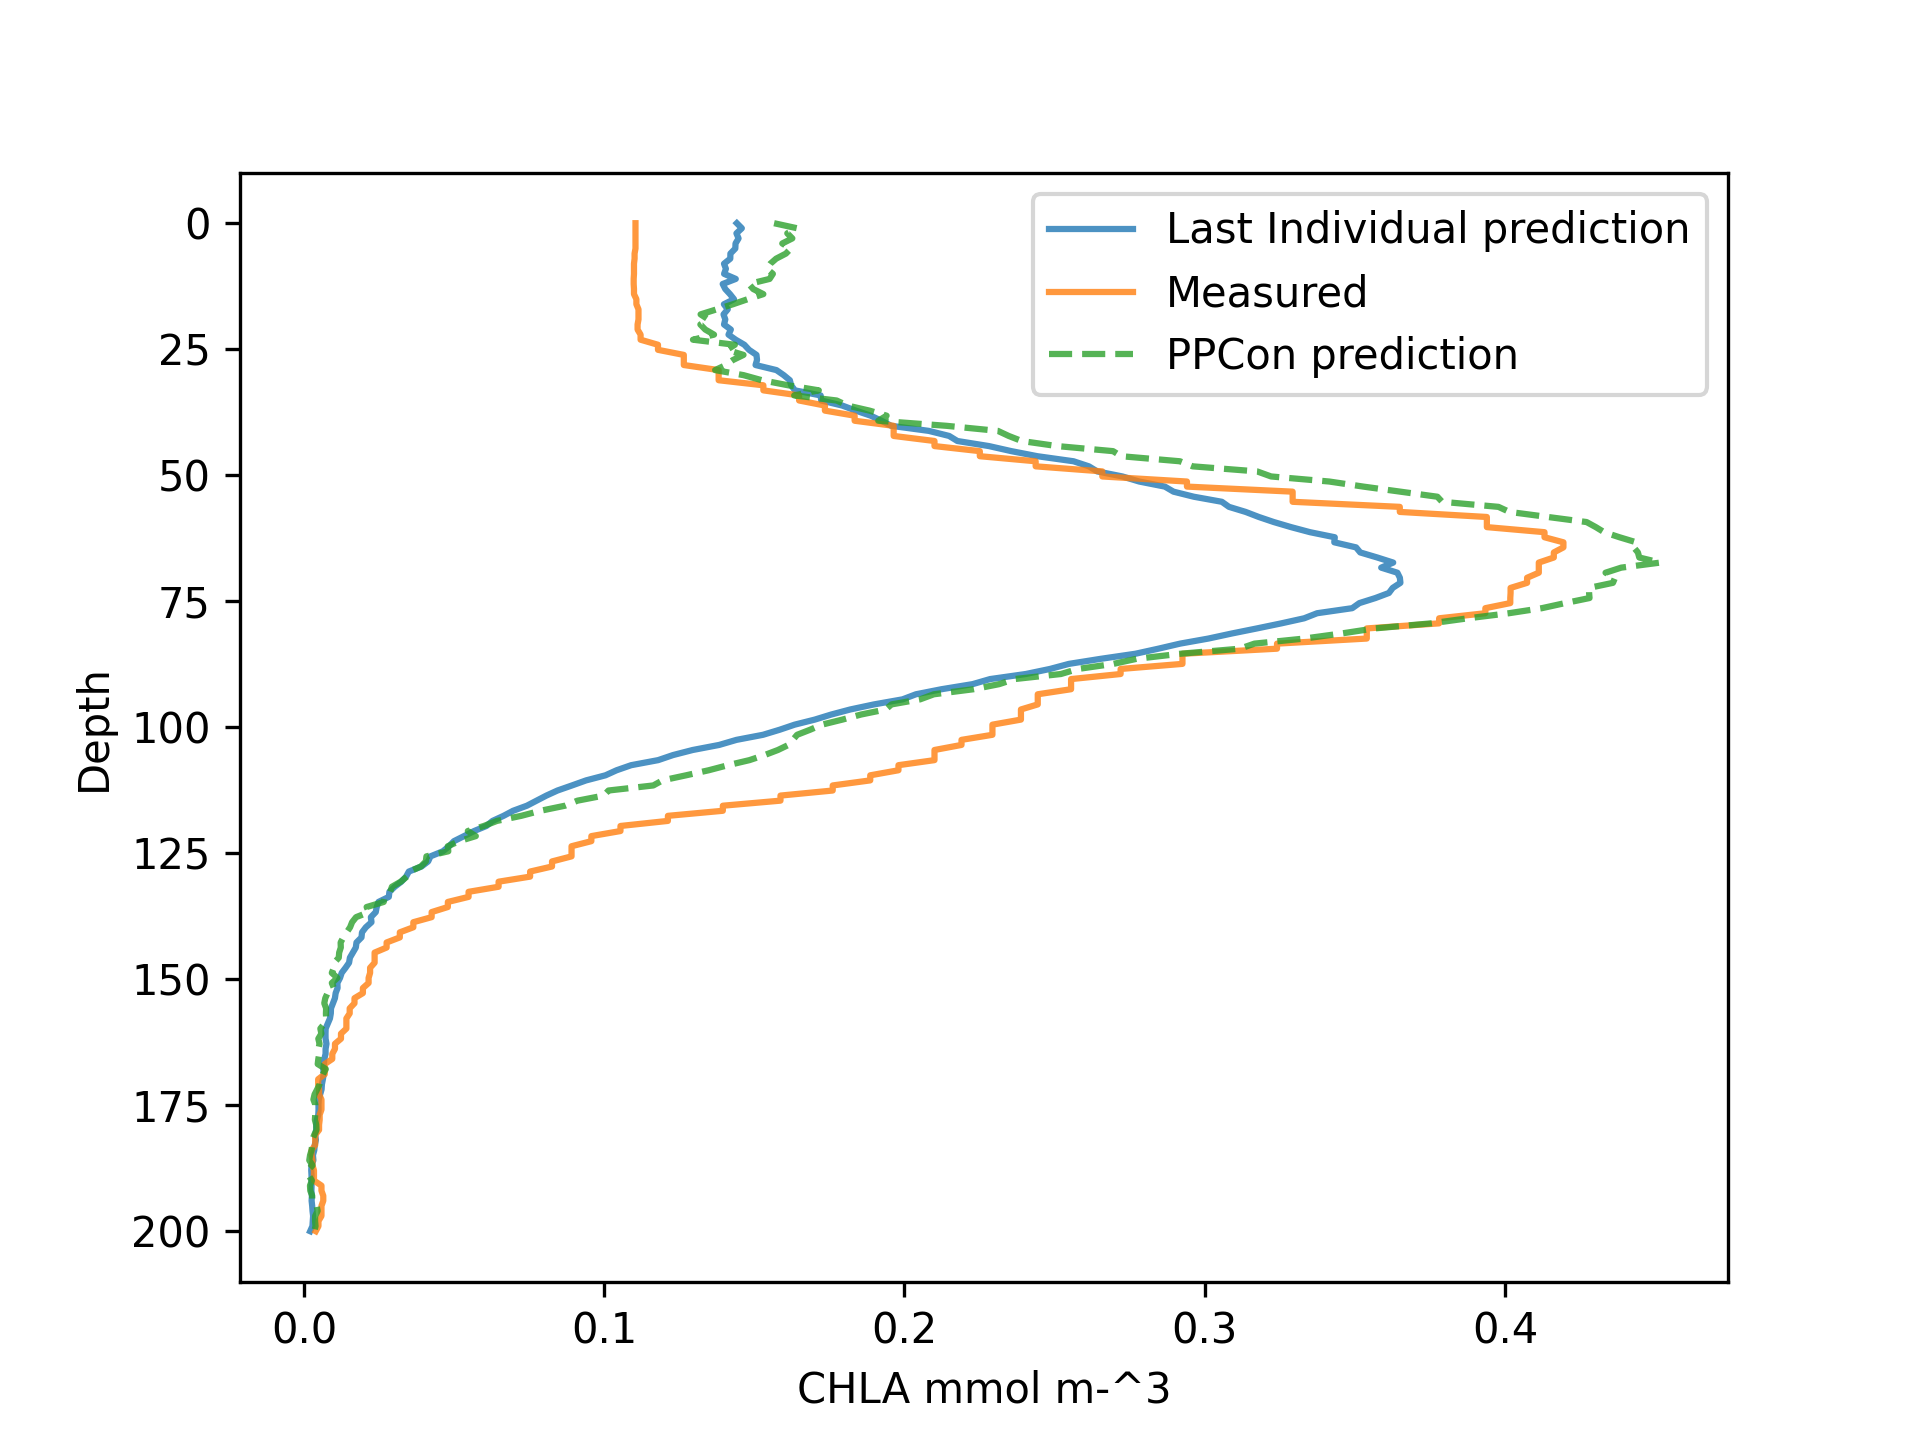 Last Individual prediction
Measured
PPCon prediction
0
25
50
75
100
125
150
175
200
Depth
0.0 0.1 0.2 0.3 0.4
CHLA mmol m-^3